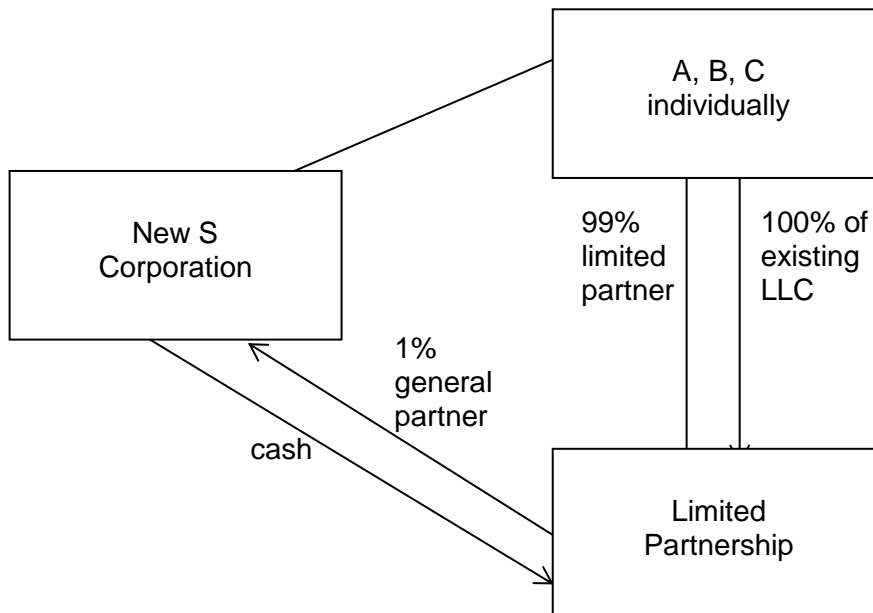 A, B, C
individually
New S
Corporation
99%
limited
partner
100% of
existing
LLC
1%
general
partner
cash
Limited
Partnership